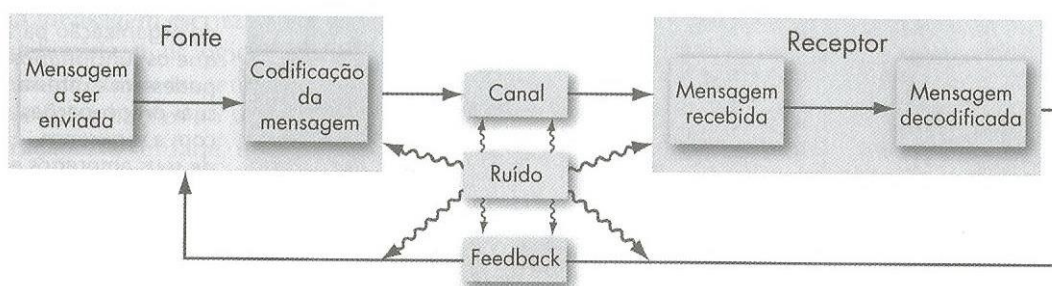 Fonte
Mensagem
a ser
enviada
Codificação
da
mensagem
Canal
Ruído
Feedback
Receptor
Mensagem
recebida
Mensagem
decodificada